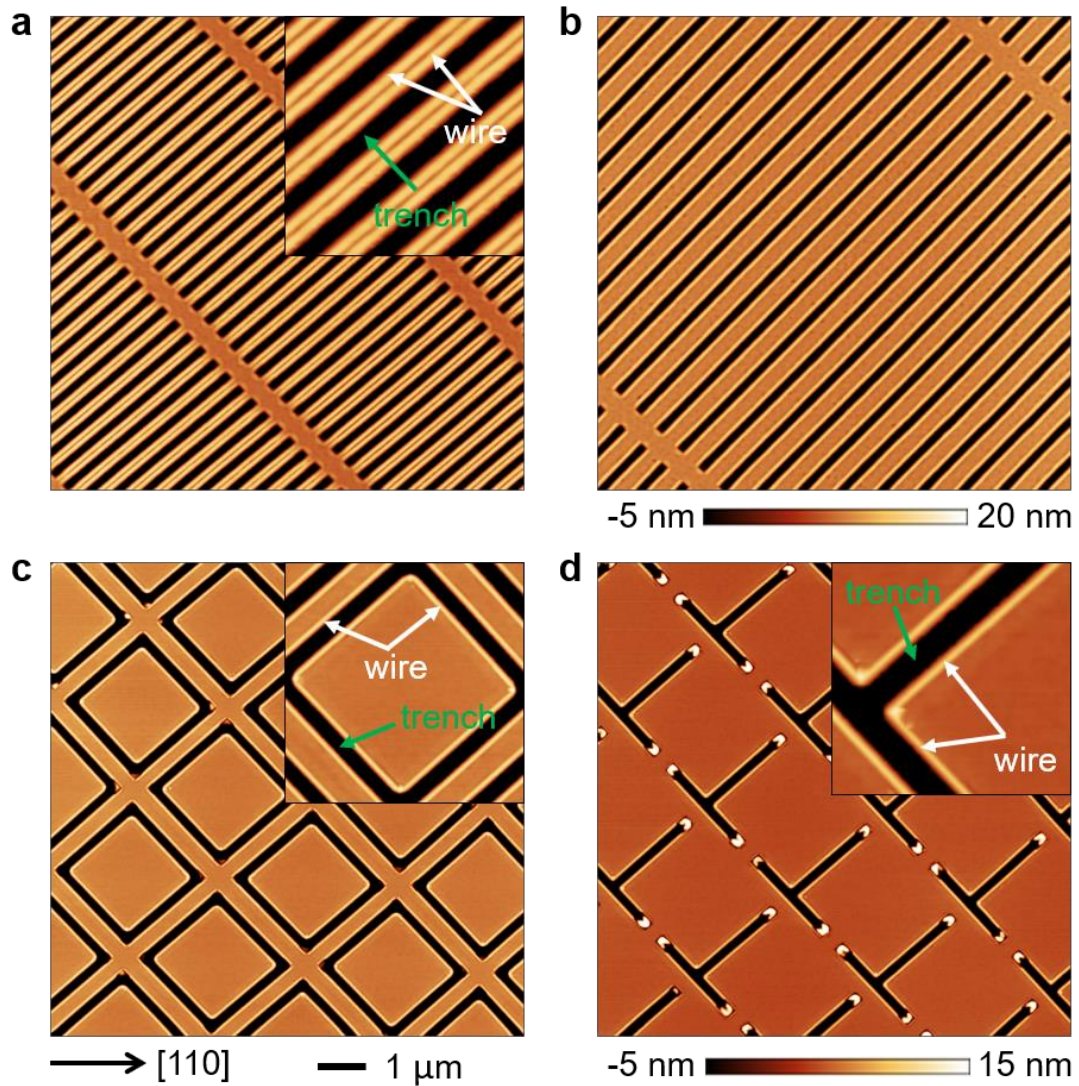 a
wire
trench
b
-5 nm 20 nm
c
wire
trench
d
trench
wire
[110] 1 μm
-5 nm 15 nm